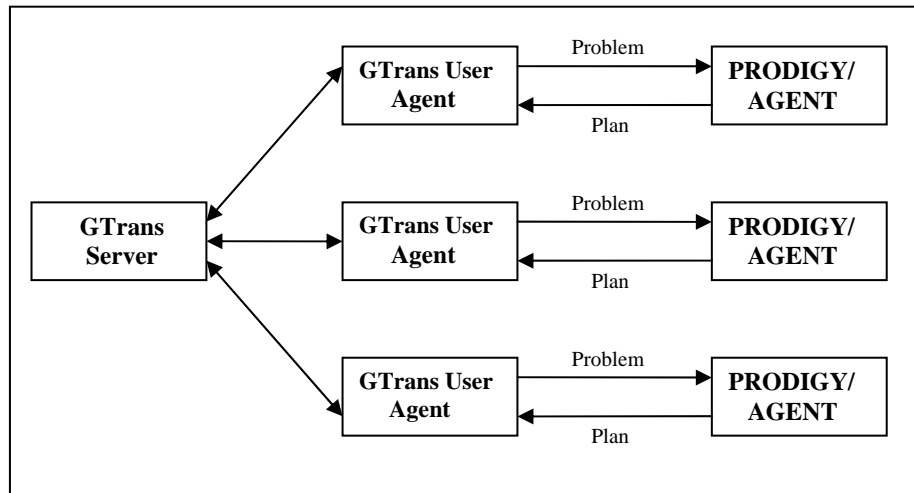 Problem
GTrans User
Agent
PRODIGY/
AGENT
Plan
GTrans
Server
Problem
GTrans User
Agent
PRODIGY/
AGENT
Plan
Problem
GTrans User
Agent
PRODIGY/
AGENT
Plan